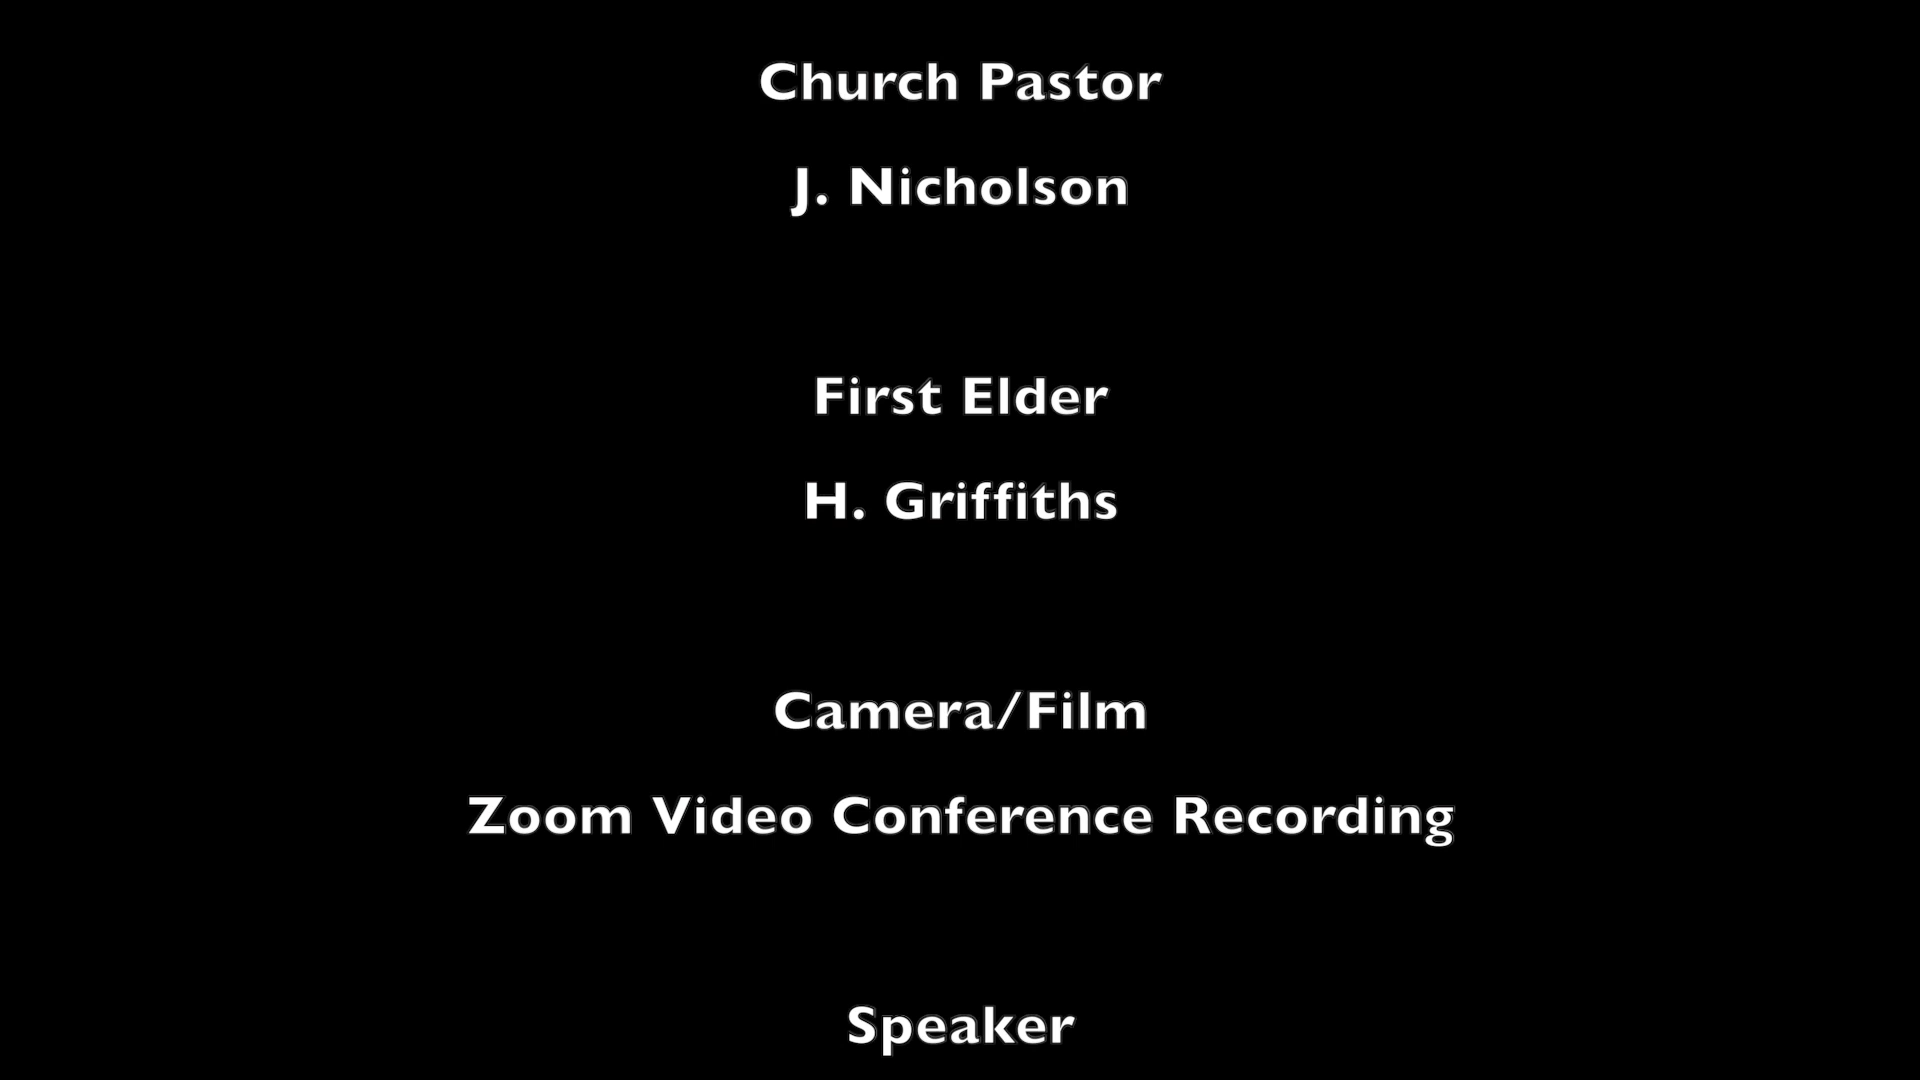 Church Pastor
J. Nicholson
First Elder
H. Griffiths
Camera/Film
Zoom Video Conference Recording
Speaker